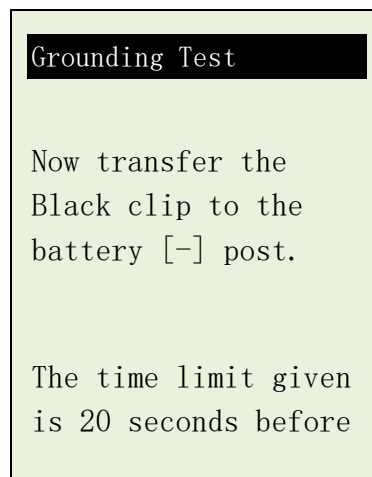 Grounding Test
Now transfer the
Black clip to the
battery [-] post.
The time limit given
is 20 seconds before